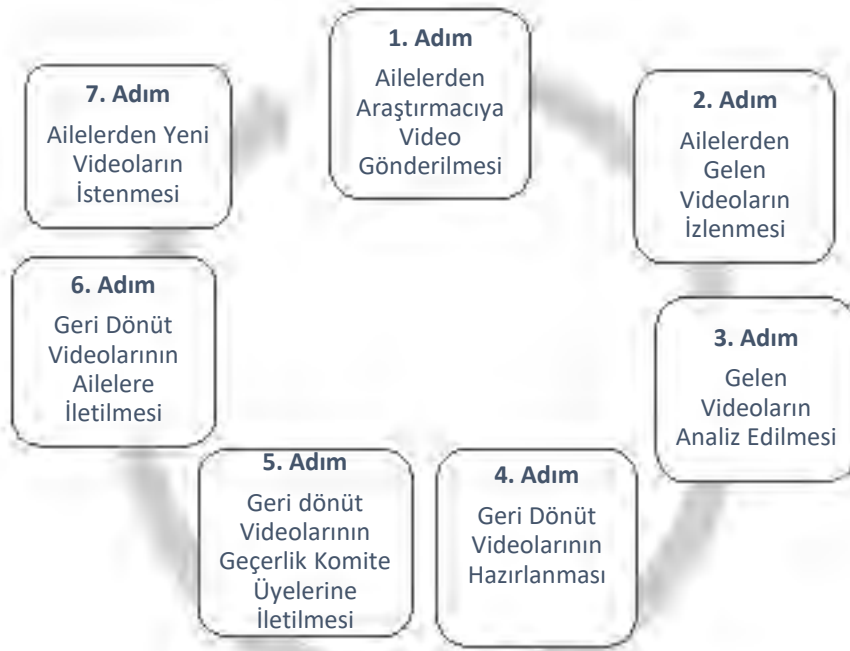 1. Adım
Ailelerden
Araştırmacıya
Video
Gönderilmesi
2. Adım
Ailelerden
Gelen
Videoların
İzlenmesi
3. Adım
Gelen
Videoların
Analiz Edilmesi
4. Adım
Geri Dönüt
Videolarının
Hazırlanması
5. Adım
Geri dönüt
Videolarının
Geçerlik Komite
Üyelerine
İletilmesi
6. Adım
Geri Dönüt
Videolarının
Ailelere
İletilmesi
7. Adım
Ailelerden Yeni
Videoların
İstenmesi